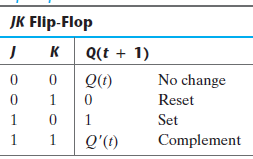 JK Flip-Flop
J K Q(t + 1)
0 0 Q(t) No change
0 1 0 Reset
1 0 1 Set
1 1 Q'(t) Complement